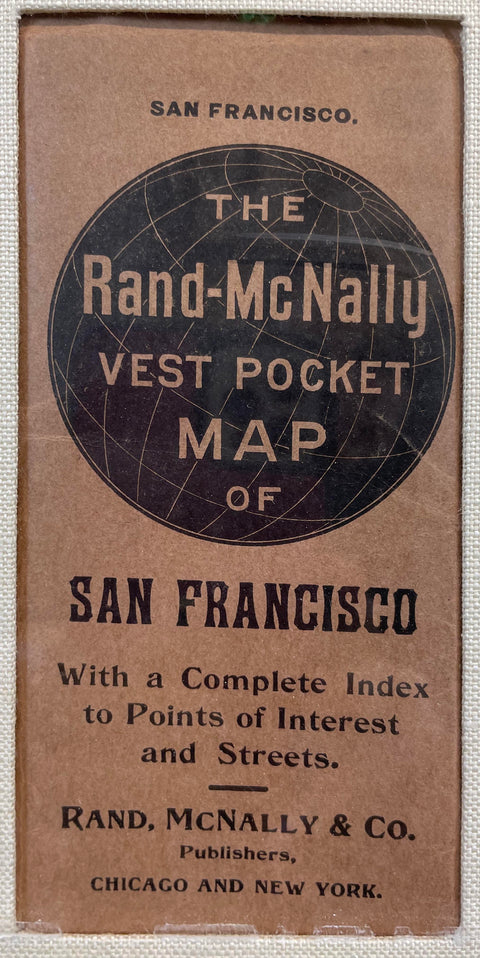 SAN FRANCISCO.
THE
Rand-McNally
VEST POCKET
MAP
OF
SAN FRANCISCO
With a Complete Index
to Points of Interest
and Streets.
RAND, MCNALLY & CO.
Publishers,
CHICAGO AND NEW YORK.